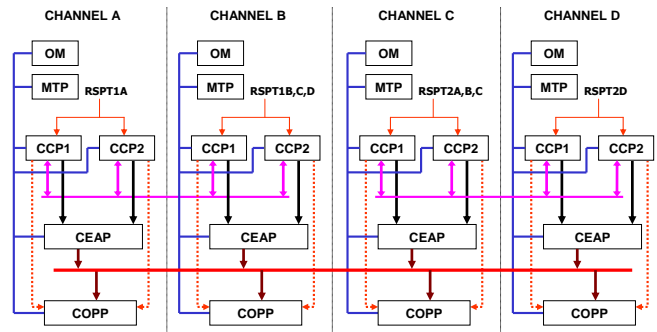 CHANNEL A CHANNEL B CHANNEL C CHANNEL D
OM OM OM OM
MTP RSPT1A MTP RSPT1B,C,D MTP RSPT2A,B,C MTP RSPT2D
CCP1 CCP2 CCP1 CCP2 CCP1 CCP2 CCP1 CCP2
CEAP CEAP CEAP CEAP
COPP COPP COPP COPP